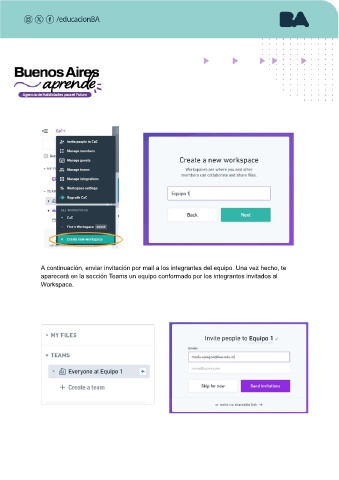 /educacionBA
BA
Buenos Aires
aprende
Agencia de Habilidades para el Futuro
CoC
Invite people to CoC
Manage members
Manage guests
Manage teams
Manage integrations
Workspace settings
Upgrade CoC
CoC
Create new workspace
Create a new workspace
Workspaces are where you and other
members can collaborate and share files.
Equipo 1
Back
Next
A continuación, enviar invitación por mail a los integrantes del equipo. Una vez hecho, te
aparecerá en la sección Teams un equipo conformado por los integrantes invitados al
Workspace.
MY FILES
TEAMS
Everyone at Equipo 1
+
Create a team
Invite people to Equipo 1
Emails
Skip for now
Send invitations
or invite via shareable link